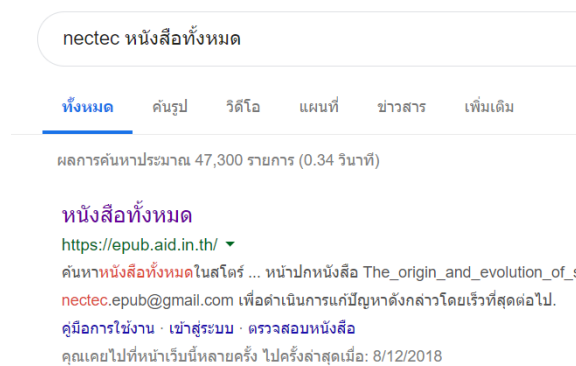 nectec หนังสือทั้งหมด
ทั้งหมด ค้นรูป วิดีโอ แผนที่ ข่าวสาร เพิ่มเติม
ผลการค้นหาประมาณ 47,300 รายการ (0.34 วินาที)
หนังสือทั้งหมด
https://epub.aid.in.th/
ค้นหาหนังสือทั้งหมดในสโตร์ ... หน้าปกหนังสือ The_origin_and_evolution_of_s
nectec.epub@gmail.com เพื่อดำเนินการแก้ปัญหาดังกล่าวโดยเร็วที่สุดต่อไป.
คู่มือการใช้งาน · เข้าสู่ระบบ · ตรวจสอบหนังสือ
คุณเคยไปที่หน้าเว็บนี้หลายครั้ง ไปครั้งล่าสุดเมื่อ: 8/12/2018